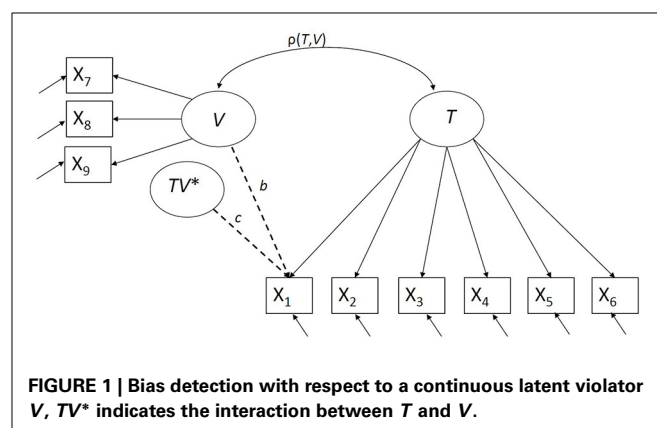 ρ(T,V)
X7
X8
X9
V
T
TV*
b
c
X1 X2 X3 X4 X5 X6
FIGURE 1 | Bias detection with respect to a continuous latent violator
V, TV* indicates the interaction between T and V.